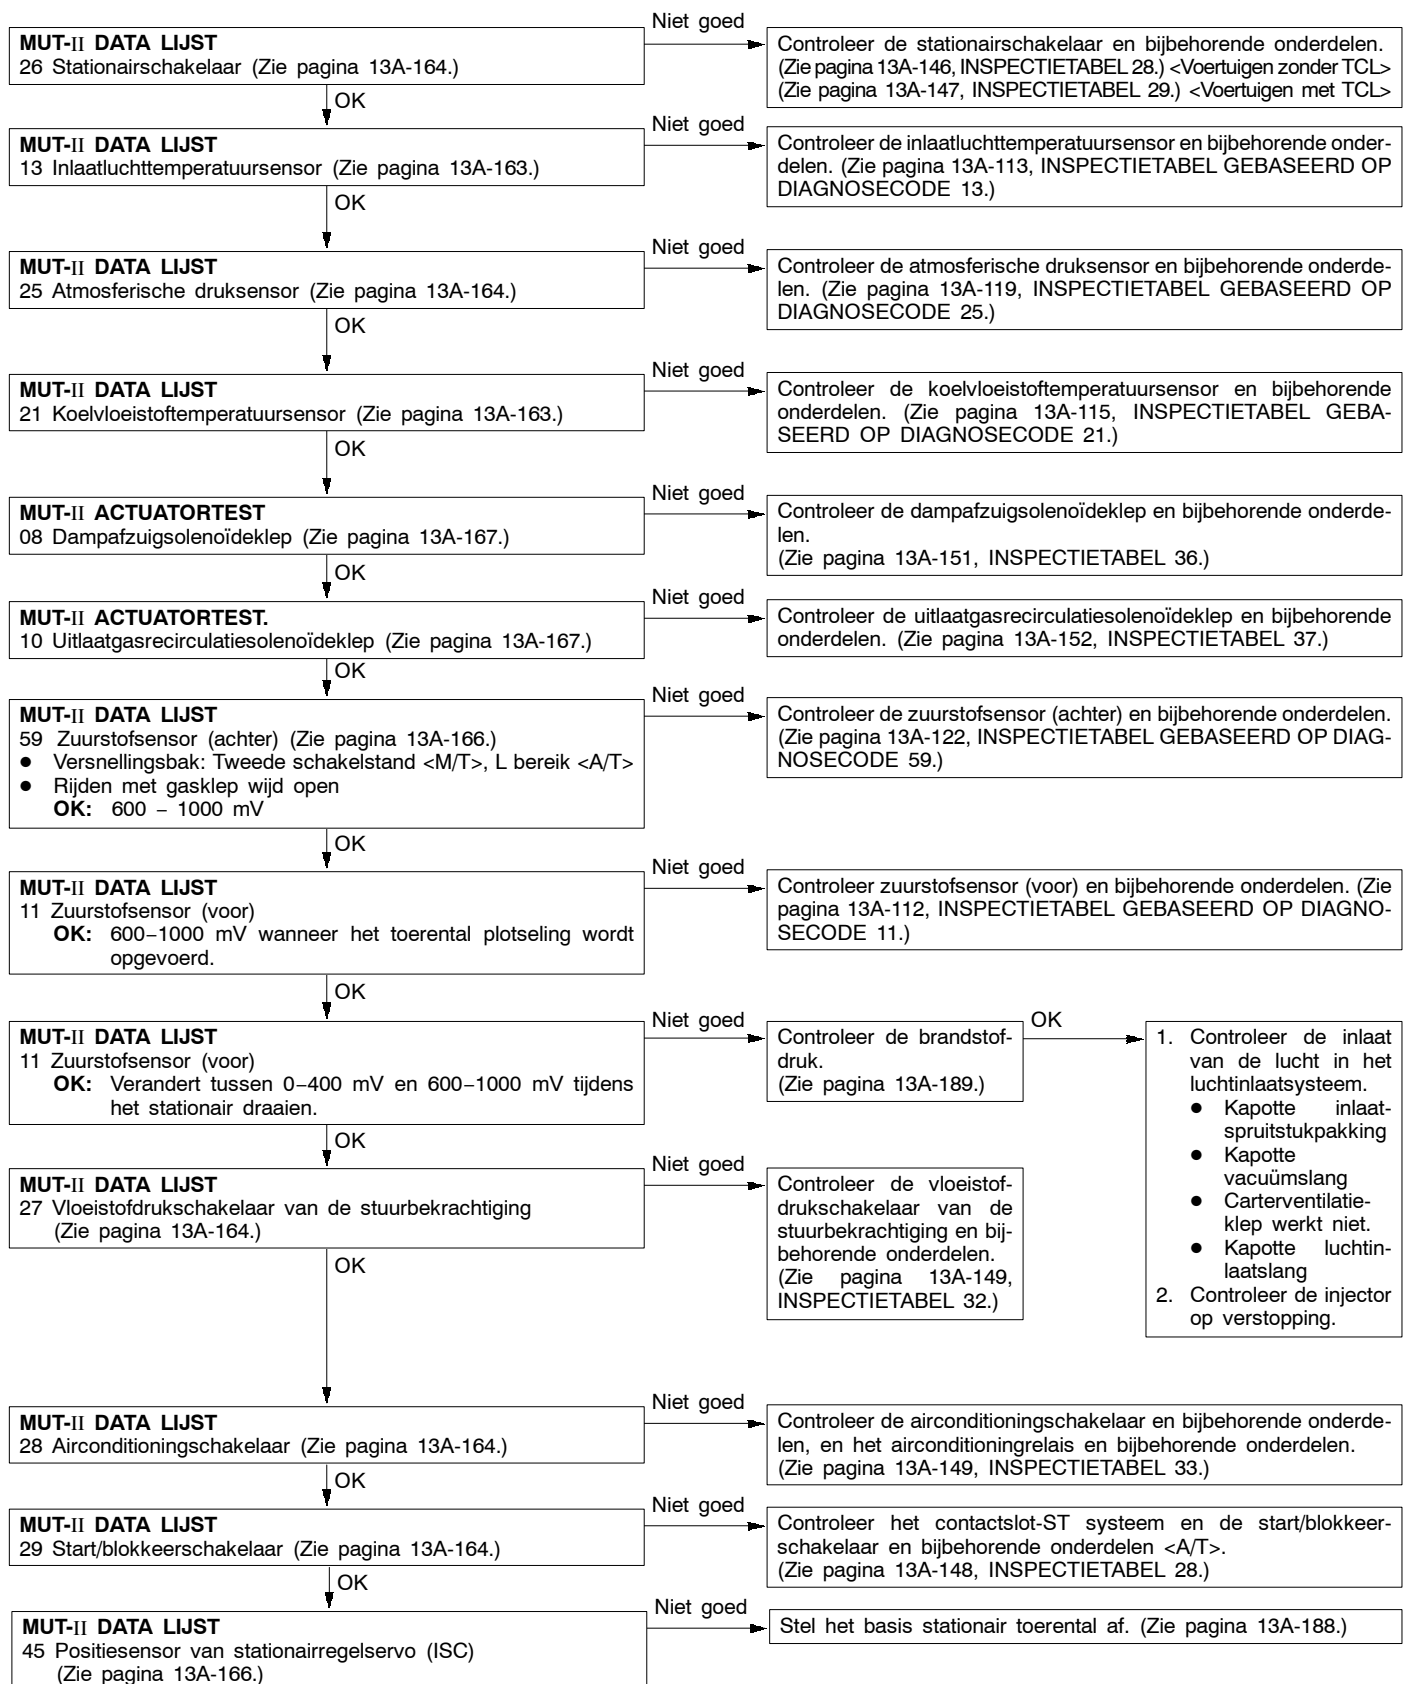 Niet goed
MUT-II DATA LIJST
26 Stationairschakelaar (Zie pagina 13A-164.)
Controleer de stationairschakelaar en bijbehorende onderdelen.
(Zie pagina 13A-146, INSPECTIETABEL 28.) <Voertuigen zonder TCL>
(Zie pagina 13A-147, INSPECTIETABEL 29.) <Voertuigen met TCL>
OK
Niet goed
MUT-II DATA LIJST
13 Inlaatluchttemperatuursensor (Zie pagina 13A-163.)
Controleer de inlaatluchttemperatuursensor en bijbehorende onder-
delen. (Zie pagina 13A-113, INSPECTIETABEL GEBASEERD OP
DIAGNOSECODE 13.)
OK
Niet goed
MUT-II DATA LIJST
25 Atmosferische druksensor (Zie pagina 13A-164.)
Controleer de atmosferische druksensor en bijbehorende onderde-
len. (Zie pagina 13A-119, INSPECTIETABEL GEBASEERD OP
DIAGNOSECODE 25.)
OK
Niet goed
MUT-II DATA LIJST
21 Koelvloeistoftemperatuursensor (Zie pagina 13A-163.)
Controleer de koelvloeistoftemperatuursensor en bijbehorende
onderdelen. (Zie pagina 13A-115, INSPECTIETABEL GEBA-
SEERD OP DIAGNOSECODE 21.)
OK
Niet goed
MUT-II ACTUATORTEST
08 Dampafzuigsolenoïdeklep (Zie pagina 13A-167.)
Controleer de dampafzuigsolenoïdeklep en bijbehorende onderde-
len.
(Zie pagina 13A-151, INSPECTIETABEL 36.)
OK
Niet goed
MUT-II ACTUATORTEST.
10 Uitlaatgasrecirculatiesolenoïdeklep (Zie pagina 13A-167.)
Controleer de uitlaatgasrecirculatiesolenoïdeklep en bijbehorende
onderdelen. (Zie pagina 13A-152, INSPECTIETABEL 37.)
OK
Niet goed
MUT-II DATA LIJST
59 Zuurstofsensor (achter) (Zie pagina 13A-166.)
● Versnellingsbak: Tweede schakelstand <M/T>, L bereik <A/T>
● Rijden met gasklep wijd open
OK: 600 – 1000 mV
Controleer de zuurstofsensor (achter) en bijbehorende onderdelen.
(Zie pagina 13A-122, INSPECTIETABEL GEBASEERD OP DIAG-
NOSECODE 59.)
OK
Niet goed
MUT-II DATA LIJST
11 Zuurstofsensor (voor)
OK: 600–1000 mV wanneer het toerental plotseling wordt
opgevoerd.
Controleer zuurstofsensor (voor) en bijbehorende onderdelen. (Zie
pagina 13A-112, INSPECTIETABEL GEBASEERD OP DIAGNO-
SECODE 11.)
OK
Niet goed
MUT-II DATA LIJST
11 Zuurstofsensor (voor)
OK: Verandert tussen 0–400 mV en 600–1000 mV tijdens
het stationair draaien.
Controleer de brandstof-
druk.
(Zie pagina 13A-189.)
OK
1. Controleer de inlaat
van de lucht in het
luchtinlaatsysteem.
● Kapotte inlaat-
spruitstukpakking
● Kapotte
vacuümslang
● Carterventilatie-
klep werkt niet.
● Kapotte luchtin-
laatslang
2. Controleer de injector
op verstopping.
OK
Niet goed
MUT-II DATA LIJST
27 Vloeistofdrukschakelaar van de stuurbekrachtiging
(Zie pagina 13A-164.)
Controleer de vloeistof-
drukschakelaar van de
stuurbekrachtiging en bij-
behorende onderdelen.
(Zie pagina 13A-149,
INSPECTIETABEL 32.)
OK
Niet goed
MUT-II DATA LIJST
28 Airconditioningschakelaar (Zie pagina 13A-164.)
Controleer de airconditioningschakelaar en bijbehorende onderde-
len, en het airconditioningrelais en bijbehorende onderdelen.
(Zie pagina 13A-149, INSPECTIETABEL 33.)
OK
Niet goed
MUT-II DATA LIJST
29 Start/blokkeerschakelaar (Zie pagina 13A-164.)
Controleer het contactslot-ST systeem en de start/blokkeer-
schakelaar en bijbehorende onderdelen <A/T>.
(Zie pagina 13A-148, INSPECTIETABEL 28.)
OK
Niet goed
MUT-II DATA LIJST
45 Positiesensor van stationairregelservo (ISC)
(Zie pagina 13A-166.)
Stel het basis stationair toerental af. (Zie pagina 13A-188.)